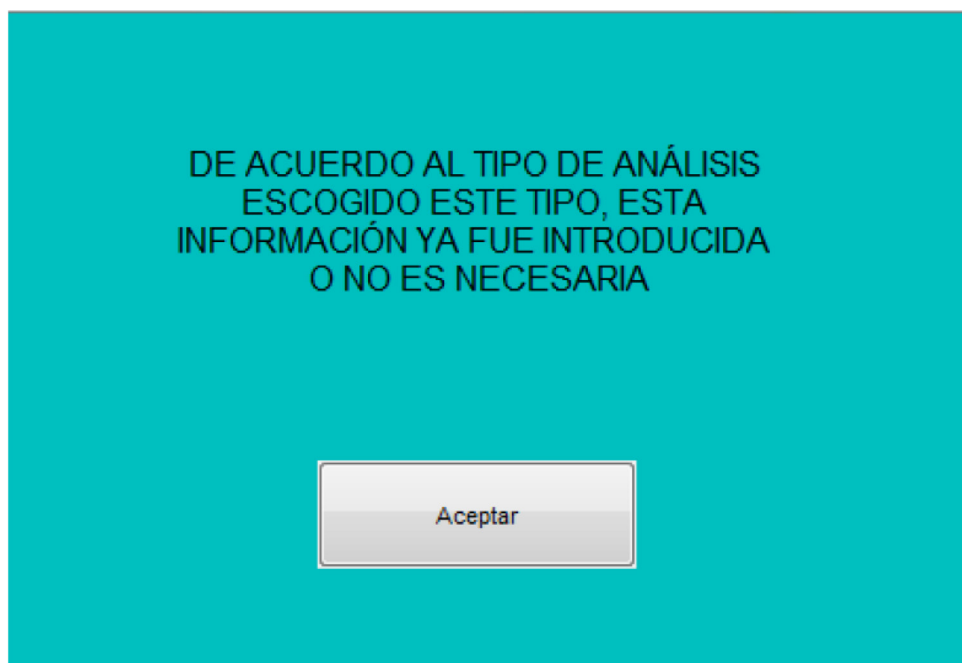 DE ACUERDO AL TIPO DE ANÁLISIS
ESCOGIDO ESTE TIPO, ESTA
INFORMACIÓN YA FUE INTRODUCIDA
O NO ES NECESARIA
Aceptar